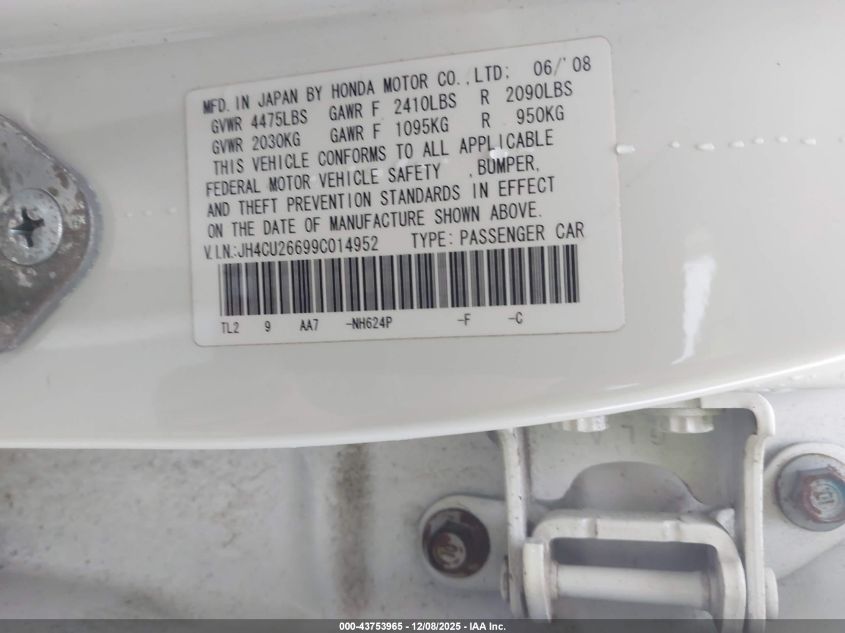 MFD. IN JAPAN BY HONDA MOTOR CO.,LTD; 06/'08
GVWR 4475LBS GAWR F 2410LBS R 2090LBS
GVWR 2030KG GAWR F 1095KG R 950KG
THIS VEHICLE CONFORMS TO ALL APPLICABLE
FEDERAL MOTOR VEHICLE SAFETY ,BUMPER,
AND THEFT PREVENTION STANDARDS IN EFFECT
ON THE DATE OF MANUFACTURE SHOWN ABOVE.
V.I.N.:JH4CU26699C014952 TYPE: PASSENGER CAR
TL2 9 AA7 -NH624P -F -C
000-43753965 - 12/08/2025 - IAA Inc.